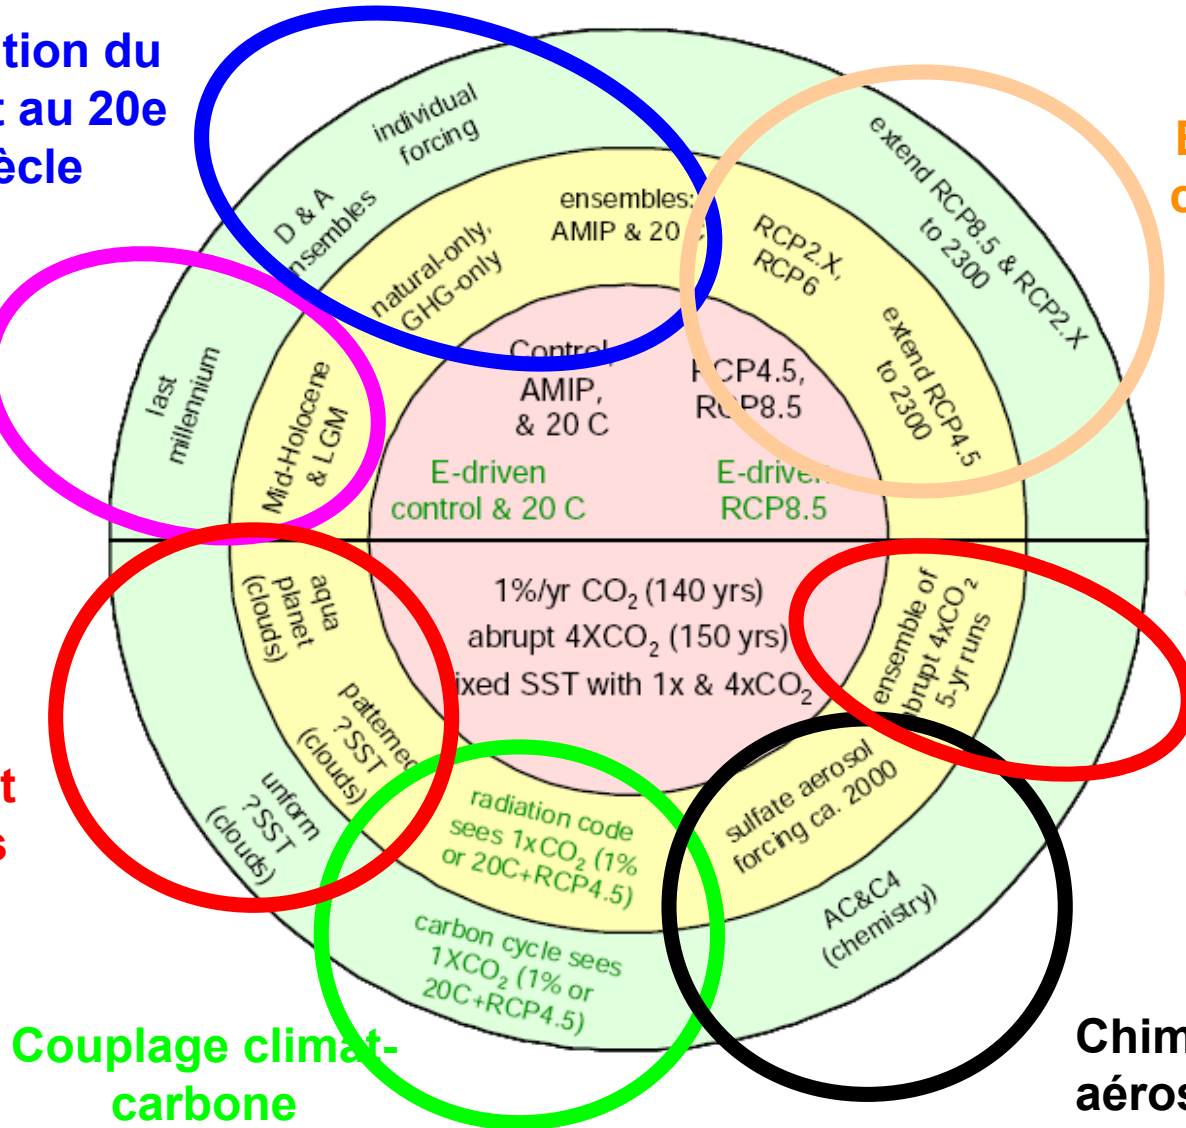 tion du
t au 20e
ècle
individual
forcing
D & A
nsembles
natural-only,
GHG-only
ensembles:
AMIP & 20 C
RCP2.X,
RCP6
extend RCP8.5 & RCP2.X
to 2300
extend RCP4.5
to 2300
last
millennium
Mid-Holocene
& LGM
Control,
AMIP,
& 20 C
RCP4.5,
RCP8.5
E-driven
control & 20 C
E-driven
RCP8.5
1%/yr CO₂ (140 yrs)
abrupt 4XCO₂ (150 yrs)
ixed SST with 1x & 4xCO₂
aqua
planet
(clouds)
patterned
?SST
(clouds)
unform
?SST
(clouds)
ensemble of
abrupt 4xCO₂
5-yr runs
sulfate aerosol
forcing ca. 2000
AC&C4
(chemistry)
radiation code
sees 1xCO₂ (1%
or 20C+RCP4.5)
carbon cycle sees
1XCO₂ (1% or
20C+RCP4.5)
t
s
Couplage climat-
carbone
Chim
aéros